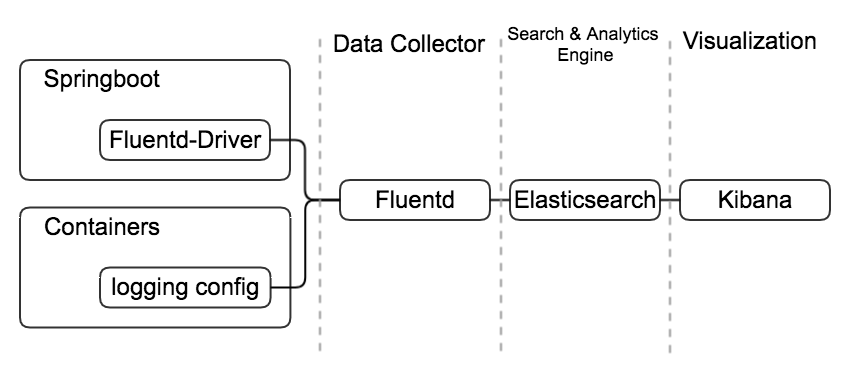 Data Collector
Search & Analytics
Engine
Visualization
Springboot
Fluentd-Driver
Fluentd
Elasticsearch
Kibana
Containers
logging config